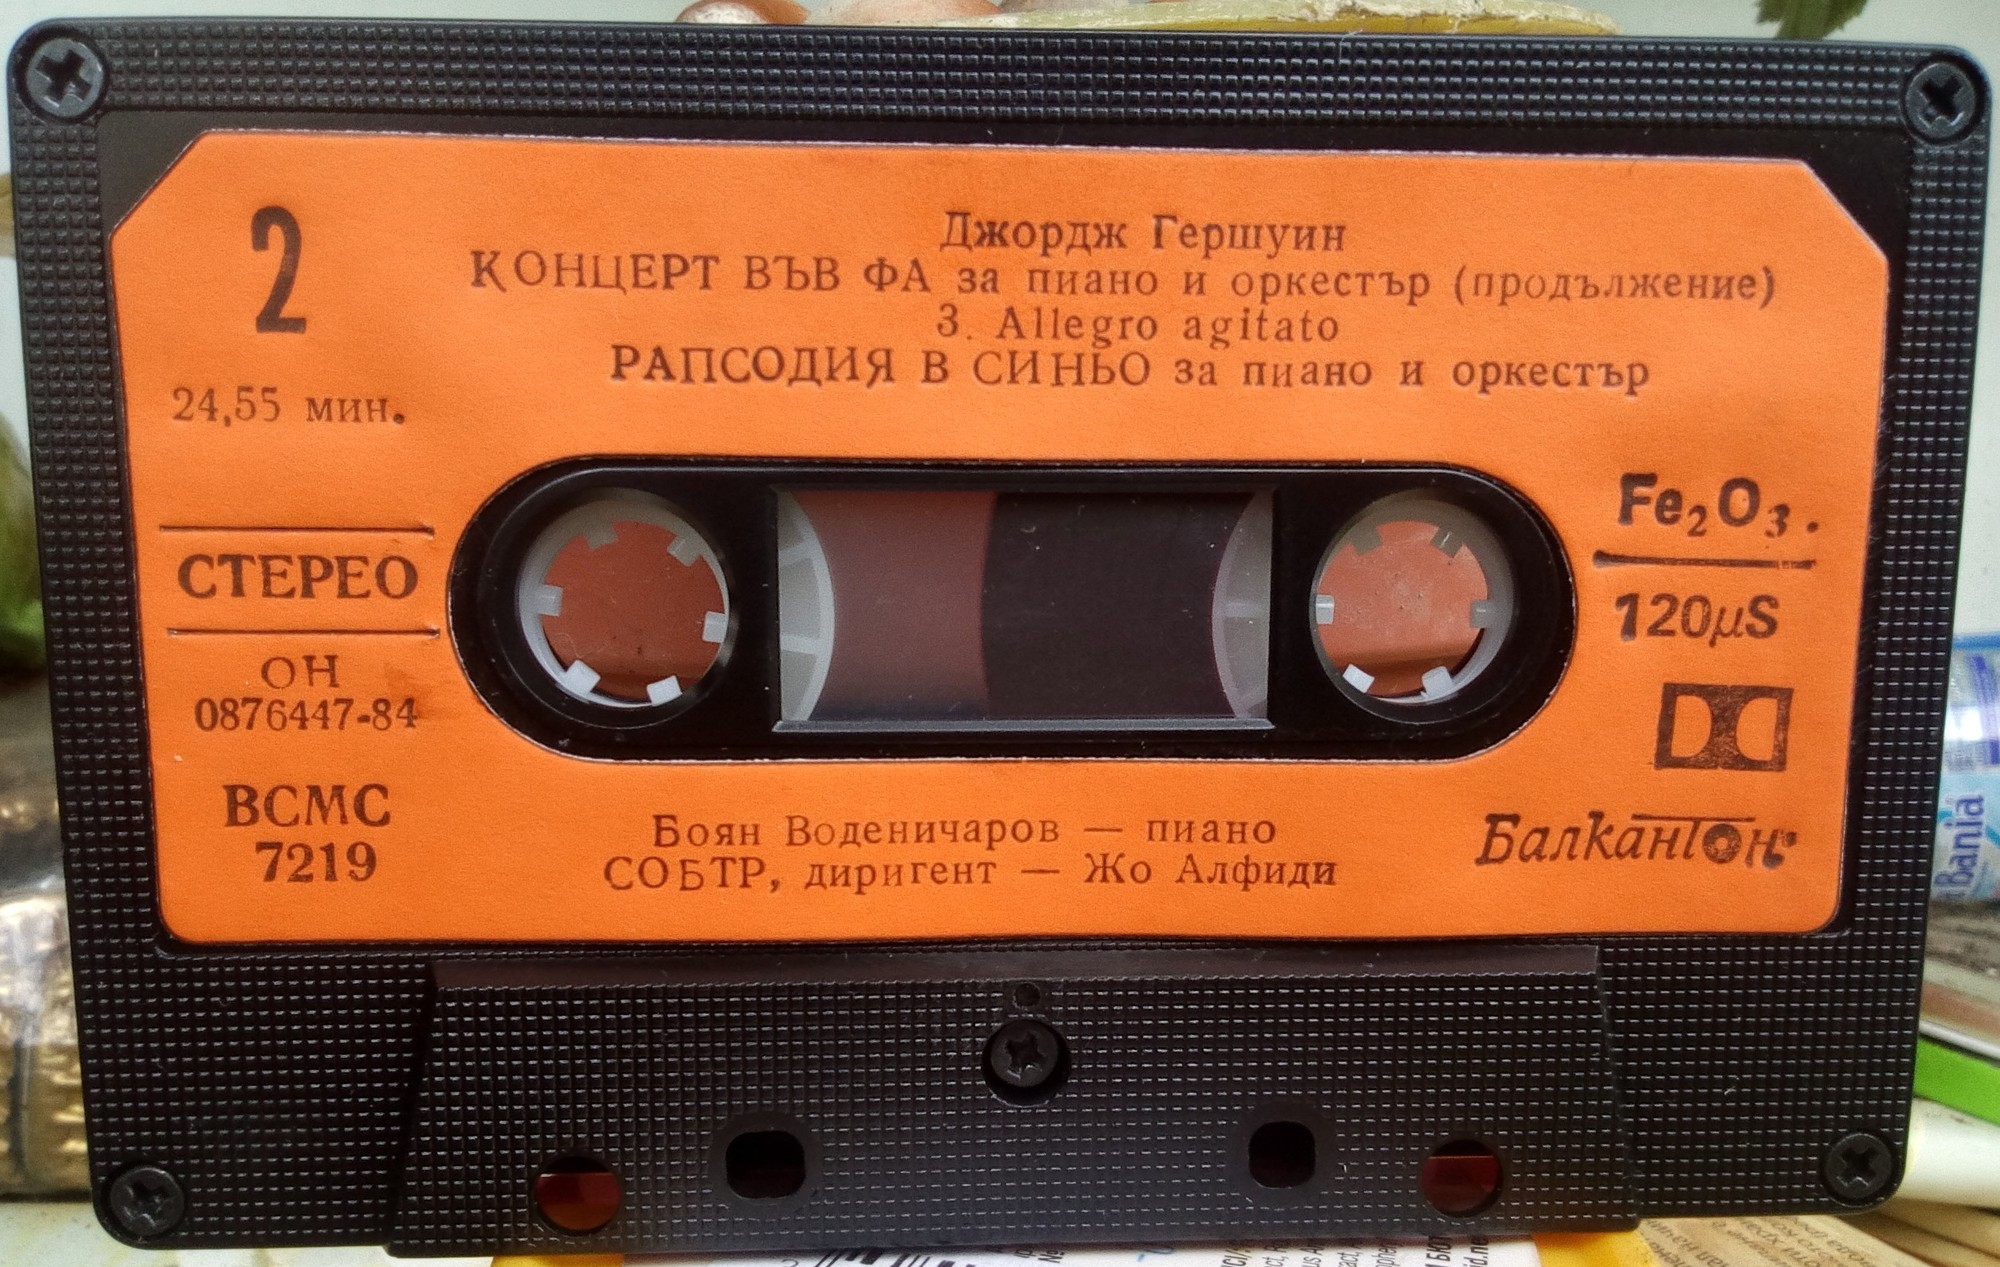 2
Джордж Гершуин
КОНЦЕРТ ВЪВ ФА за пиано и оркестър (продължение)
3. Allegro agitato
РАПСОДИЯ В СИНЬО за пиано и оркестър
24,55 мин.
СТЕРЕО
ОН
0876447-84
ВСМС
7219
Fe₂O₃.
120µS
Балкантон
Боян Воденичаров — пиано
СОБТР, диригент — Жо Алфиди
Bania